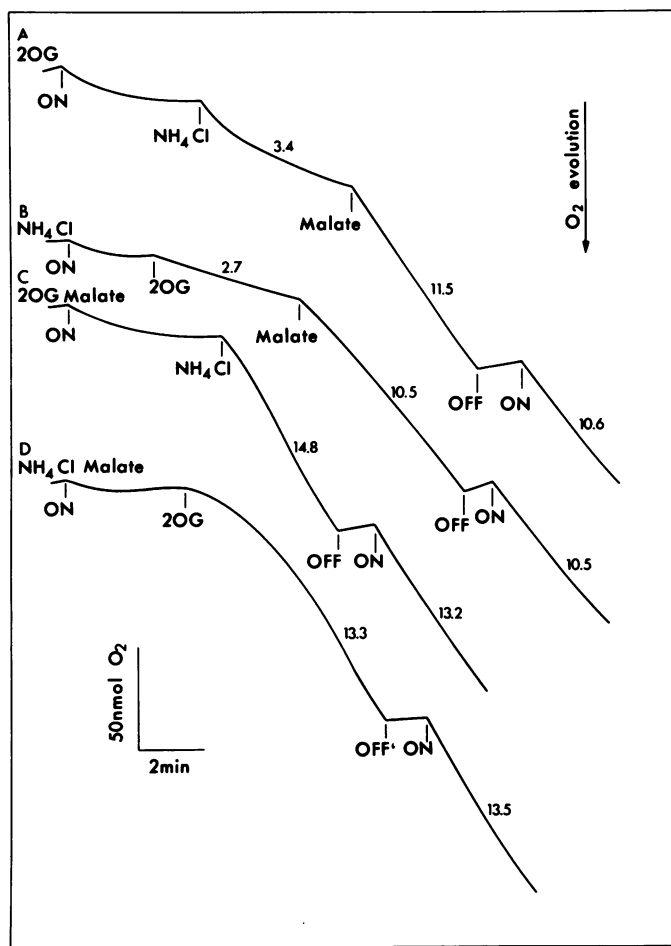 A
2OG
ON
NH₄Cl
3.4
Malate
11.5
OFF
ON
10.6
O₂ evolution
B
NH₄Cl
ON
2OG
2.7
Malate
10.5
OFF
ON
10.5
C
2OG Malate
ON
NH₄Cl
14.8
OFF
ON
13.2
D
NH₄Cl Malate
ON
2OG
13.3
OFF
ON
13.5
50nmol O₂
2min